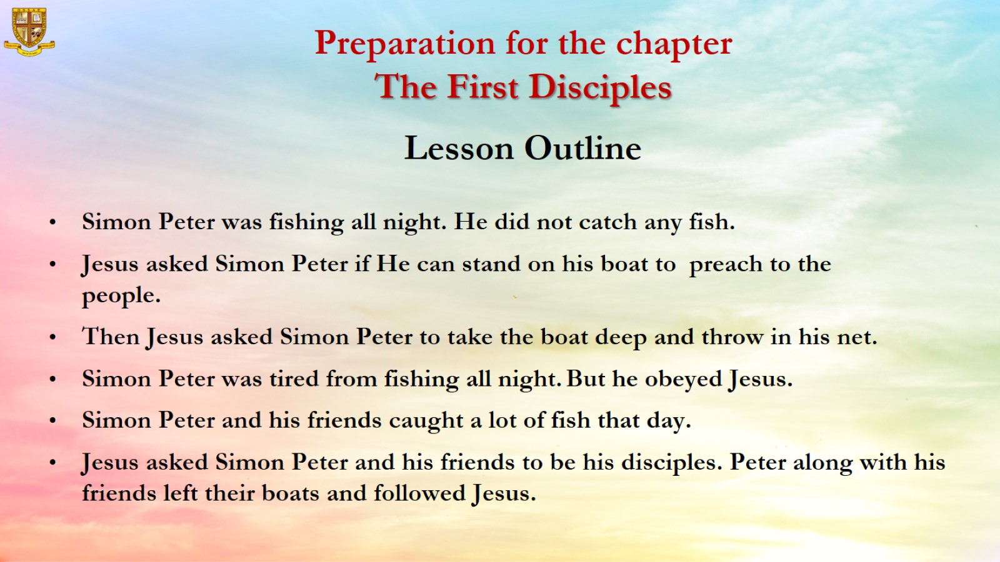 Preparation for the chapter
The First Disciples
Lesson Outline
• Simon Peter was fishing all night. He did not catch any fish.
• Jesus asked Simon Peter if He can stand on his boat to  preach to the
people.
• Then Jesus asked Simon Peter to take the boat deep and throw in his net.
• Simon Peter was tired from fishing all night. But he obeyed Jesus.
• Simon Peter and his friends caught a lot of fish that day.
• Jesus asked Simon Peter and his friends to be his disciples. Peter along with his
friends left their boats and followed Jesus.